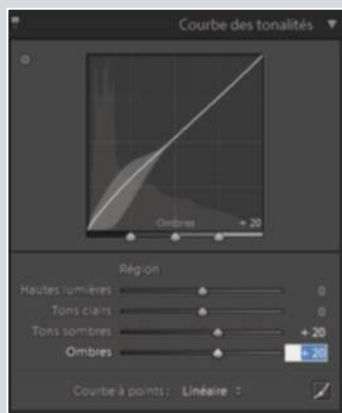 Courbe des tonalités
Ombres + 20
Région
Hautes lumières 0
Tons clairs 0
Tons sombres + 20
Ombres + 20
Courbe à points : Linéaire